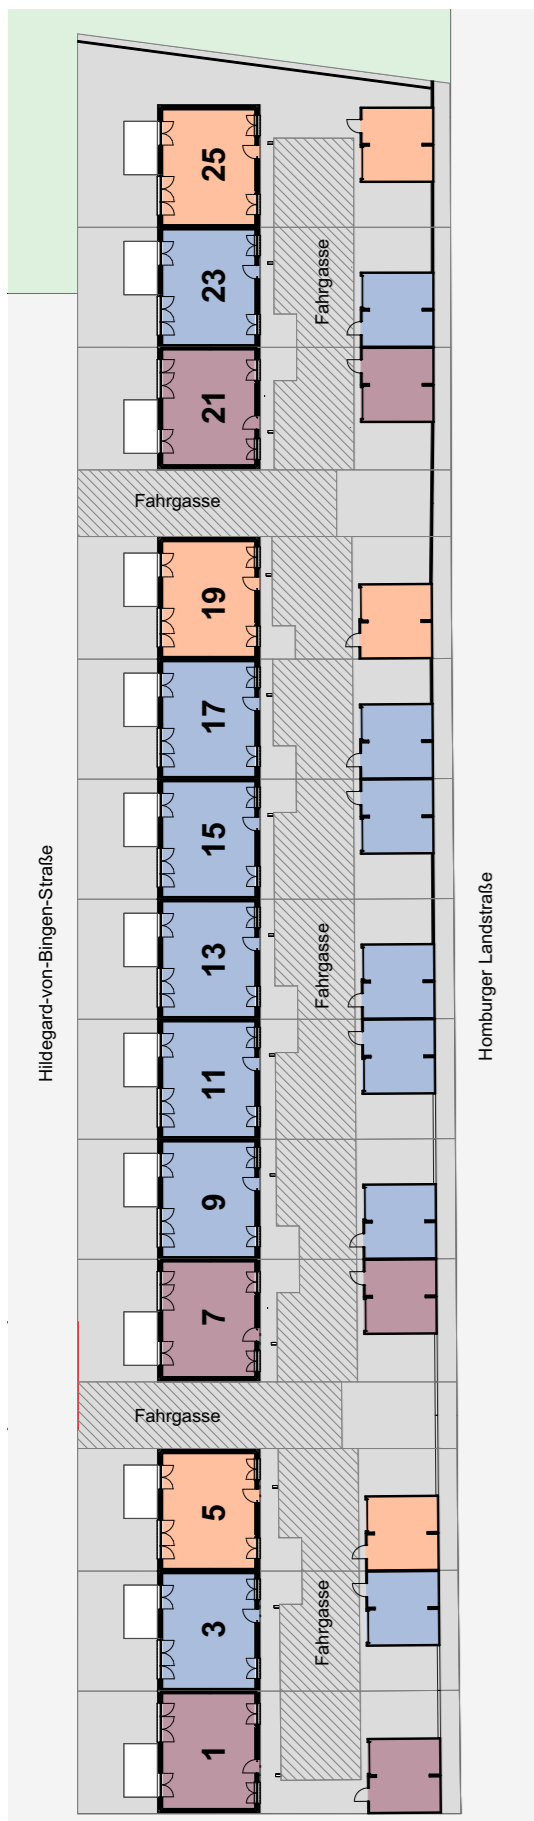 25
23
Fahrgasse
21
Fahrgasse
19
17
15
Hildegard-von-Bingen-Straße
Homburger Landstraße
13
Fahrgasse
11
9
7
Fahrgasse
5
3
Fahrgasse
1